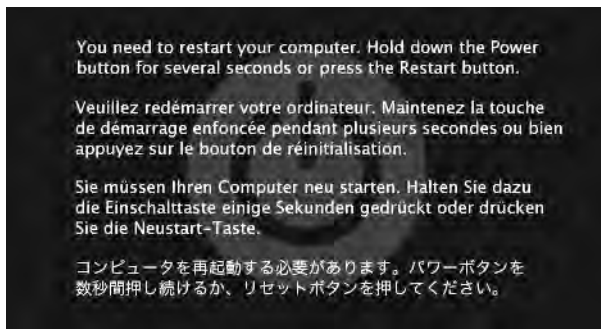 You need to restart your computer. Hold down the Power
button for several seconds or press the Restart button.
Veuillez redémarrer votre ordinateur. Maintenez la touche
de démarrage enfoncée pendant plusieurs secondes ou bien
appuyez sur le bouton de réinitialisation.
Sie müssen Ihren Computer neu starten. Halten Sie dazu
die Einschalttaste einige Sekunden gedrückt oder drücken
Sie die Neustart-Taste.
コンピュータを再起動する必要があります。パワーボタンを
数秒間押し続けるか、リセットボタンを押してください。